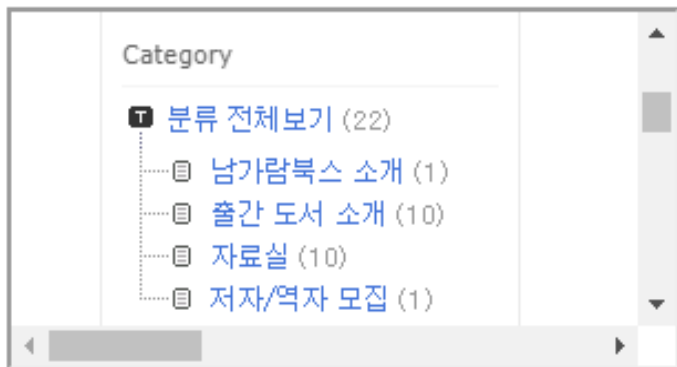 Category
T 분류 전체보기 (22)
남가람북스 소개 (1)
출간 도서 소개 (10)
자료실 (10)
저자/역자 모집 (1)